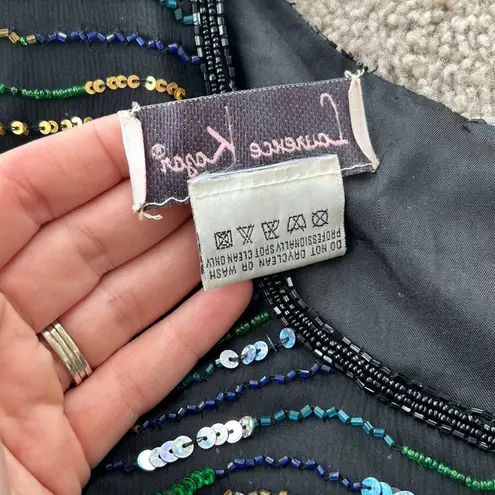 Laurence Kazar®
DO NOT DRYCLEAN OR WASH
PROFESSIONALLY SPOT CLEAN ONLY